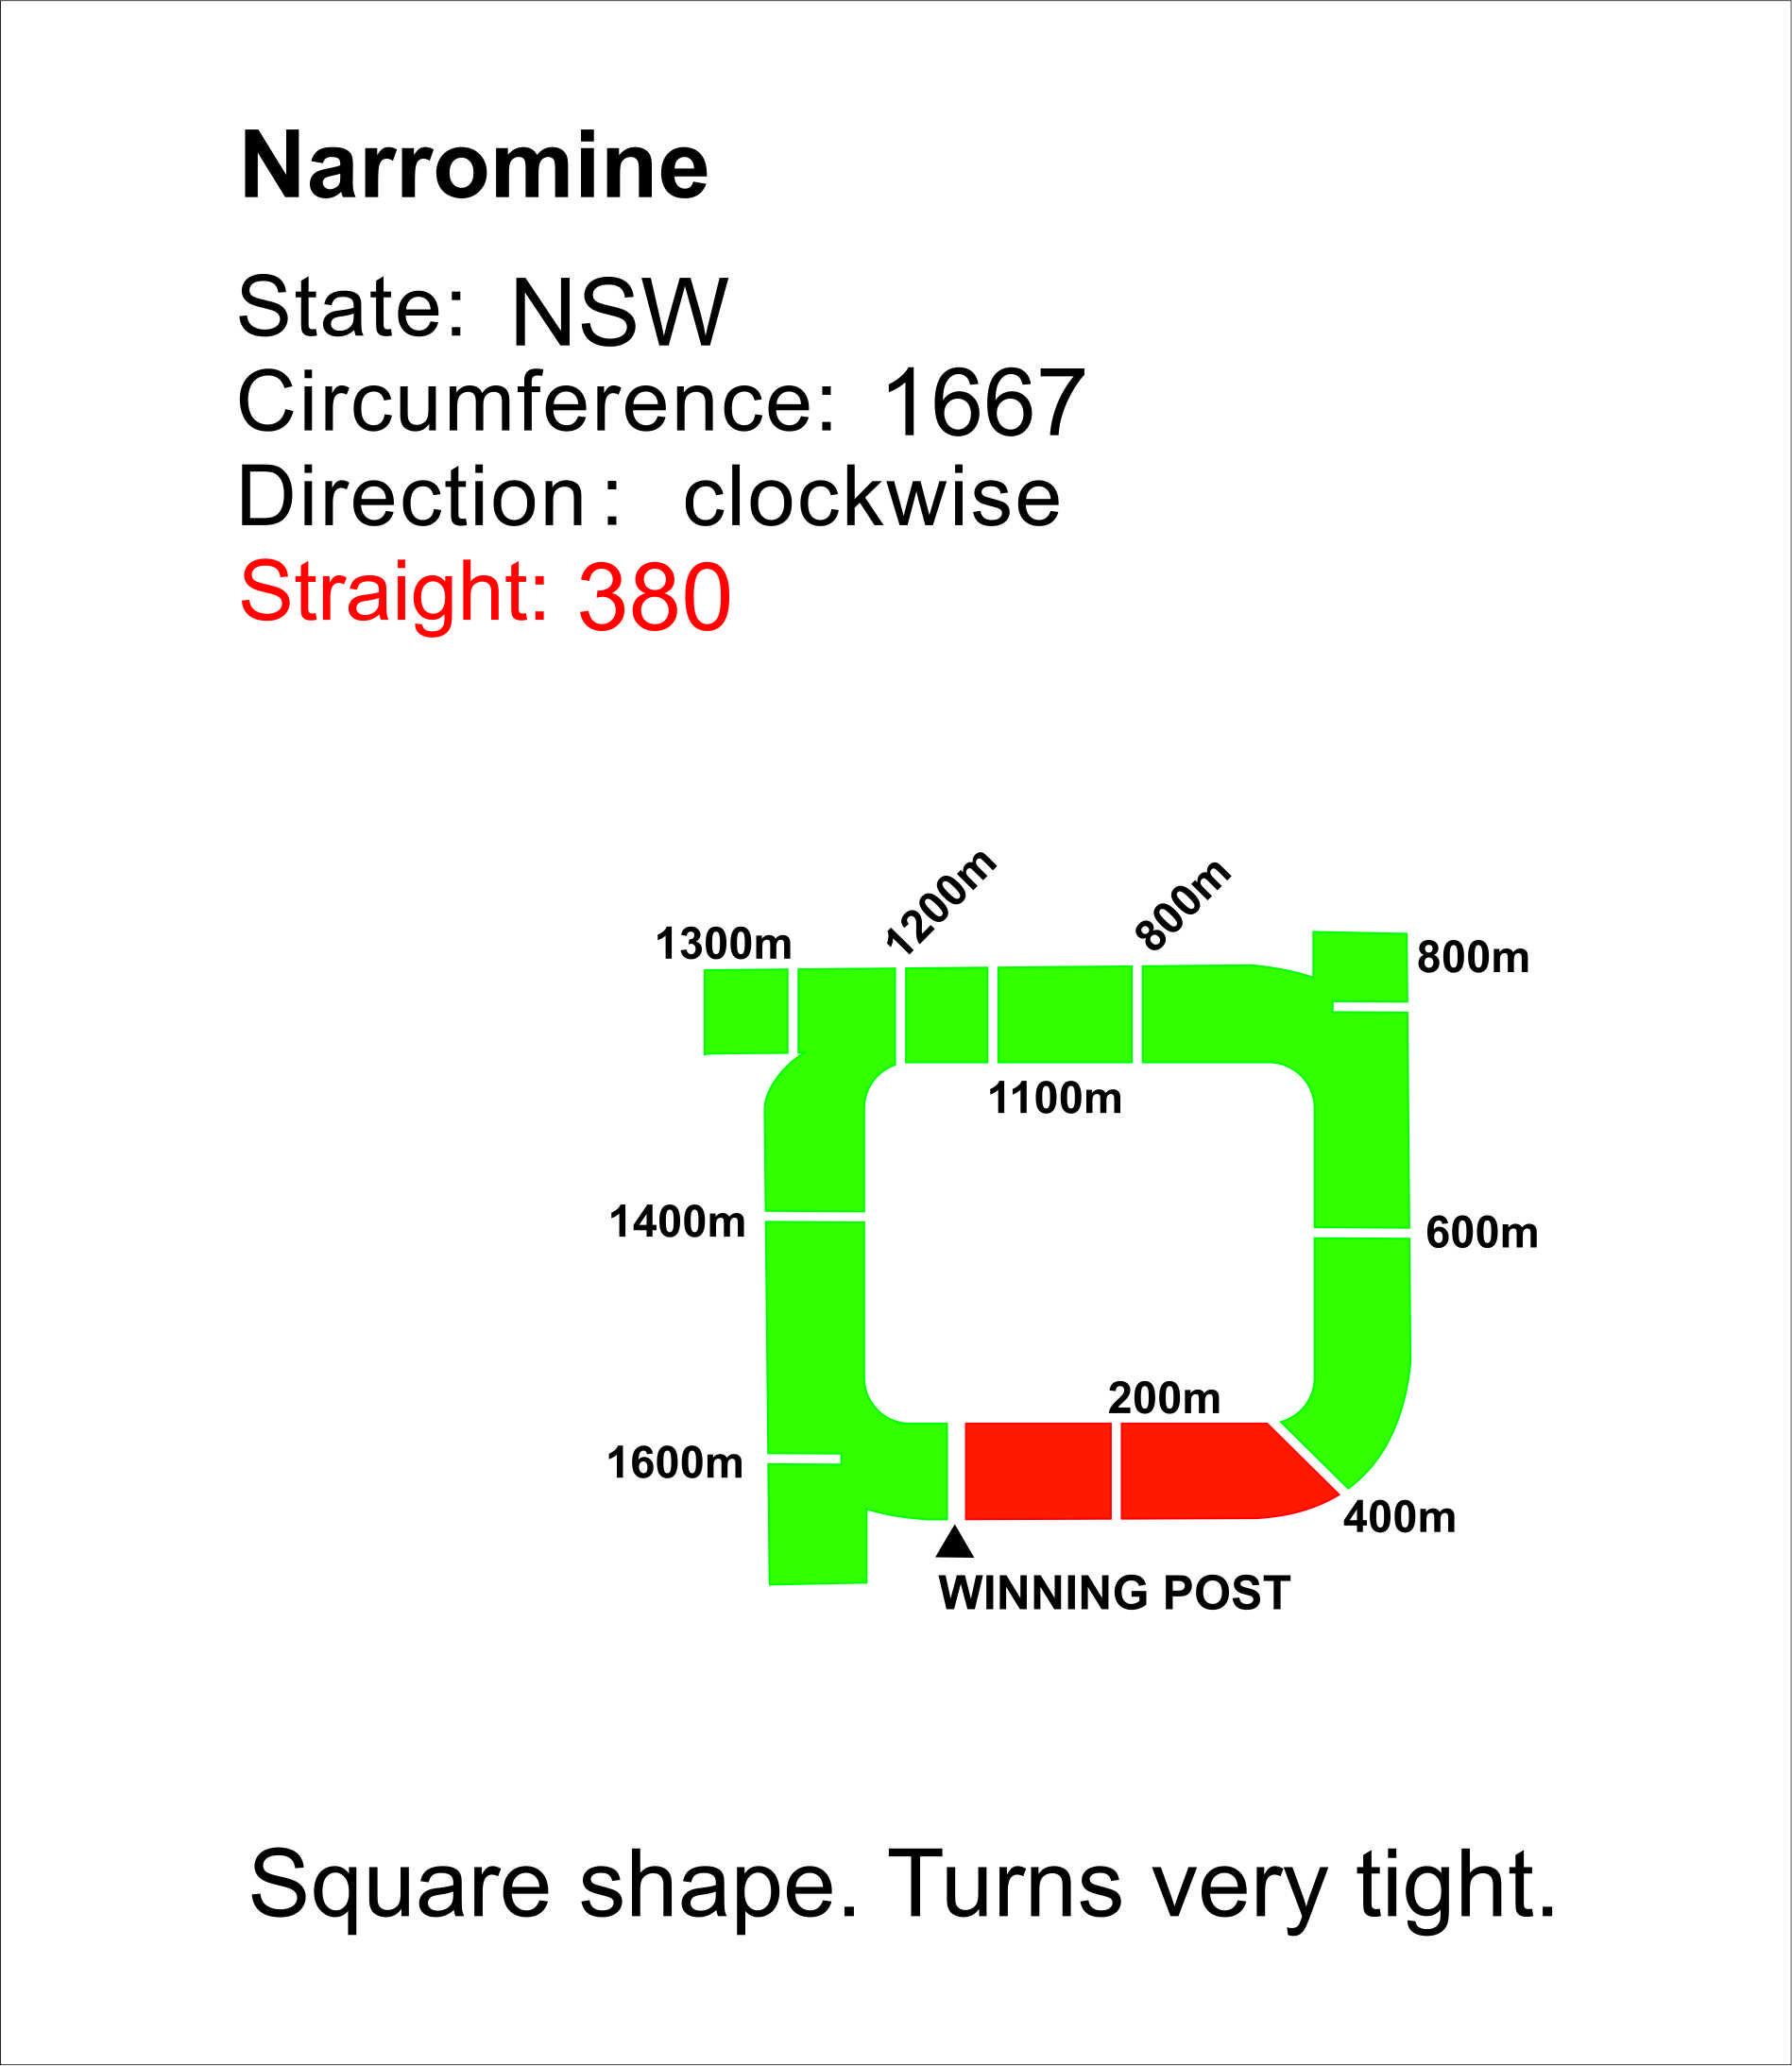 Narromine
State: NSW
Circumference: 1667
Direction : clockwise
Straight: 380
1200m
800m
1300m
800m
1100m
1400m
600m
200m
1600m
400m
WINNING POST
Square shape. Turns very tight.